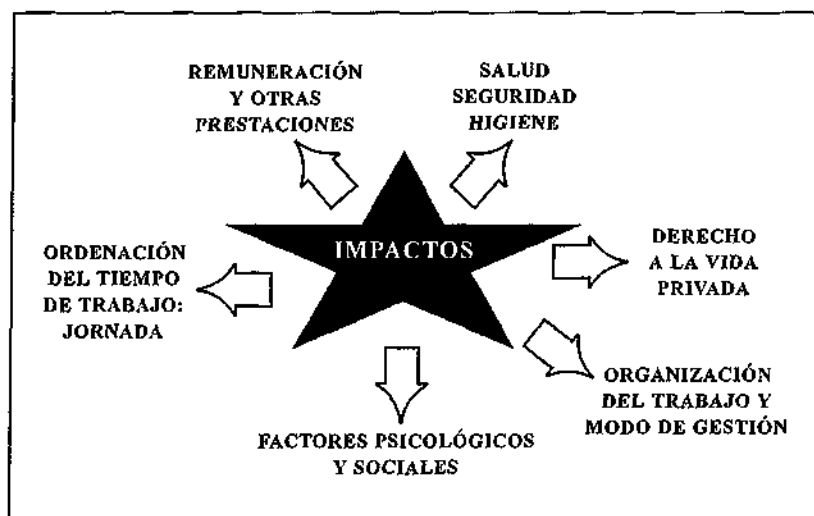 REMUNERACIÓN
Y OTRAS
PRESTACIONES
SALUD
SEGURIDAD
HIGIENE
IMPACTOS
ORDENACIÓN
DEL TIEMPO
DE TRABAJO:
JORNADA
DERECHO
A LA VIDA
PRIVADA
FACTORES PSICOLÓGICOS
Y SOCIALES
ORGANIZACIÓN
DEL TRABAJO Y
MODO DE GESTIÓN